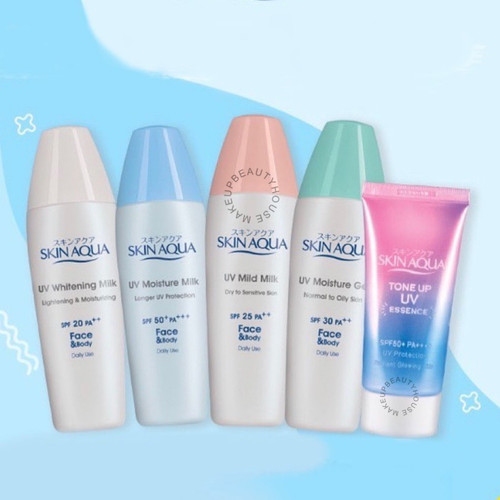 スキンアクア
SKIN AQUA
UV Whitening Milk
Lightening & Moisturizing
SPF 20 PA++
Face
&Body
Daily Use
スキンアクア
SKIN AQUA
UV Moisture Milk
Longer UV Protection
SPF 50+ PA++
Face
&Body
Daily Use
スキンアクア
SKIN AQUA
UV Mild Milk
Dry to Sensitive Skin
SPF 25 PA++
Face
&Body
Daily Use
スキンアクア
SKIN AQUA
UV Moisture Gel
Normal to Oily Skin
SPF 30 PA++
Face
&Body
Daily Use
スキンアクア
SKIN AQUA
TONE UP
UV
ESSENCE
SPF50+ PA+++
UV Protection
MAKEUPBEAUTYHOUSE
MAKEUPBEAUTYHOUSE